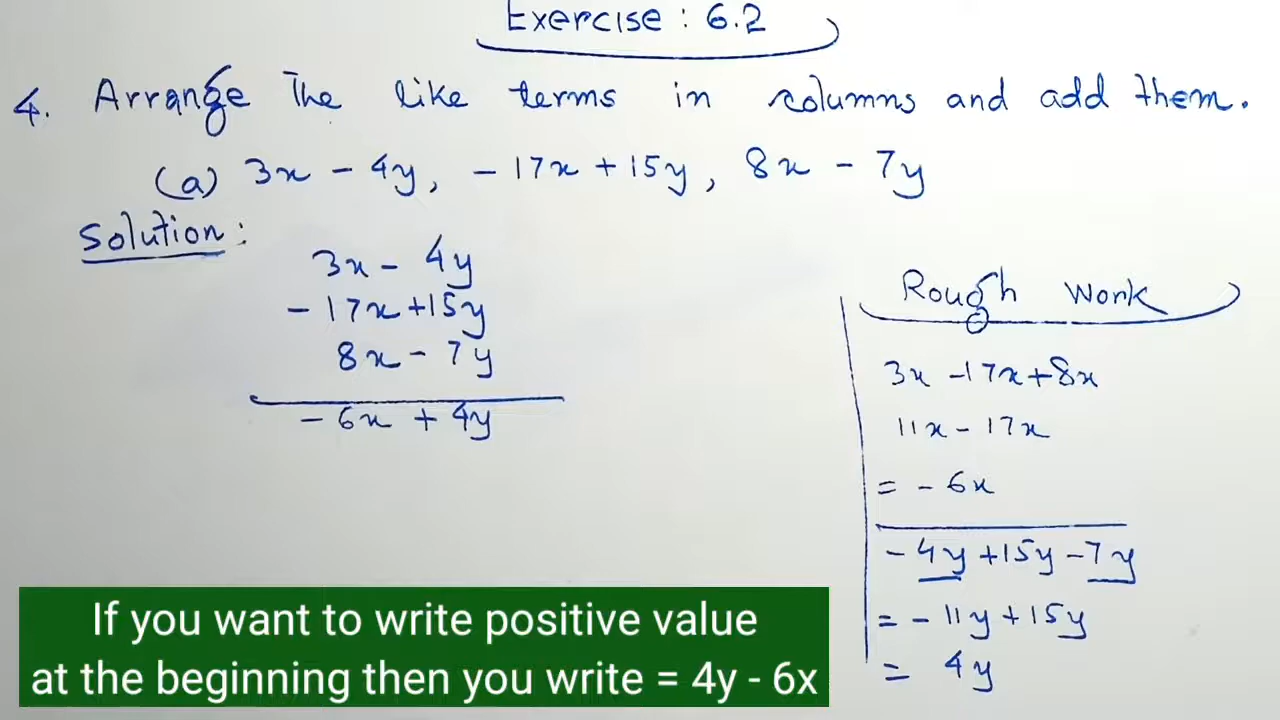 Exercise : 6.2
4. Arrange The like terms in columns and add them.
(a) 3x - 4y, - 17x + 15y, 8x - 7y
Solution:
3x - 4y
- 17x + 15y
8x - 7y
- 6x + 4y
Rough Work
3x - 17x + 8x
11x - 17x
= - 6x
- 4y + 15y - 7y
= - 11y + 15y
= 4y
If you want to write positive value
at the beginning then you write = 4y - 6x